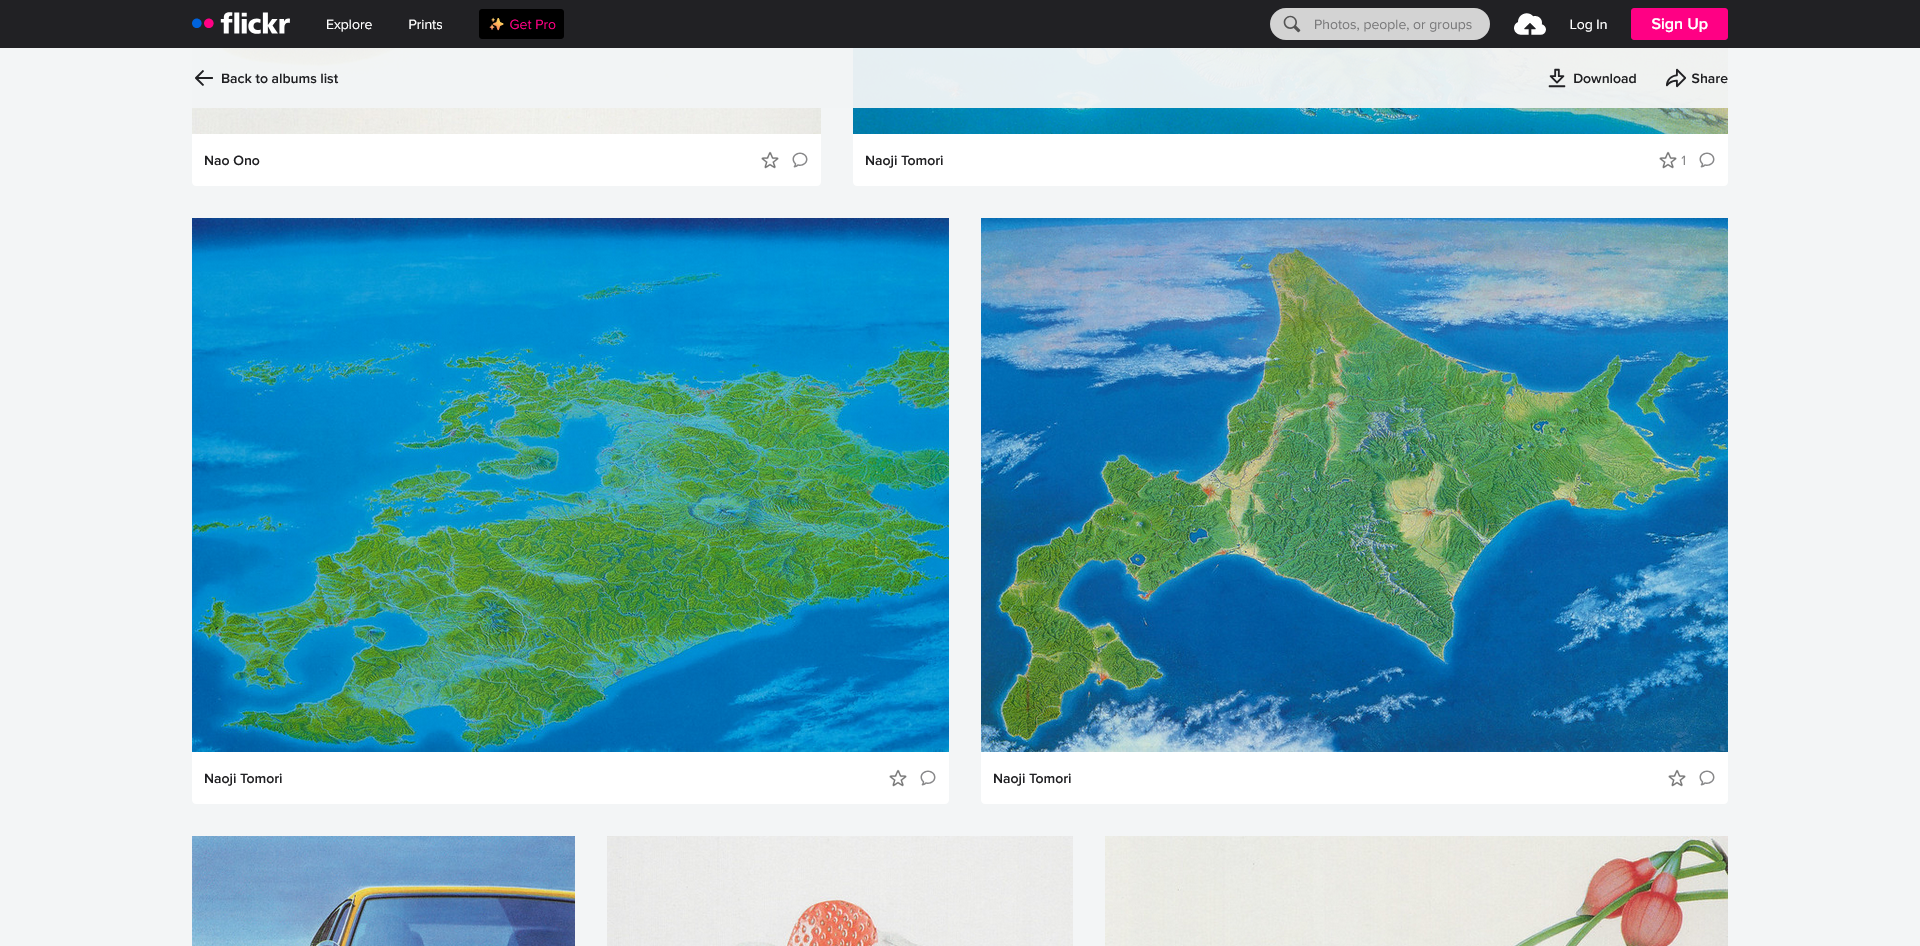 flickr
Explore
Prints
Get Pro
Photos, people, or groups
Log In
Sign Up
Back to albums list
Download
Share
Nao Ono
Naoji Tomori
1
Naoji Tomori
Naoji Tomori